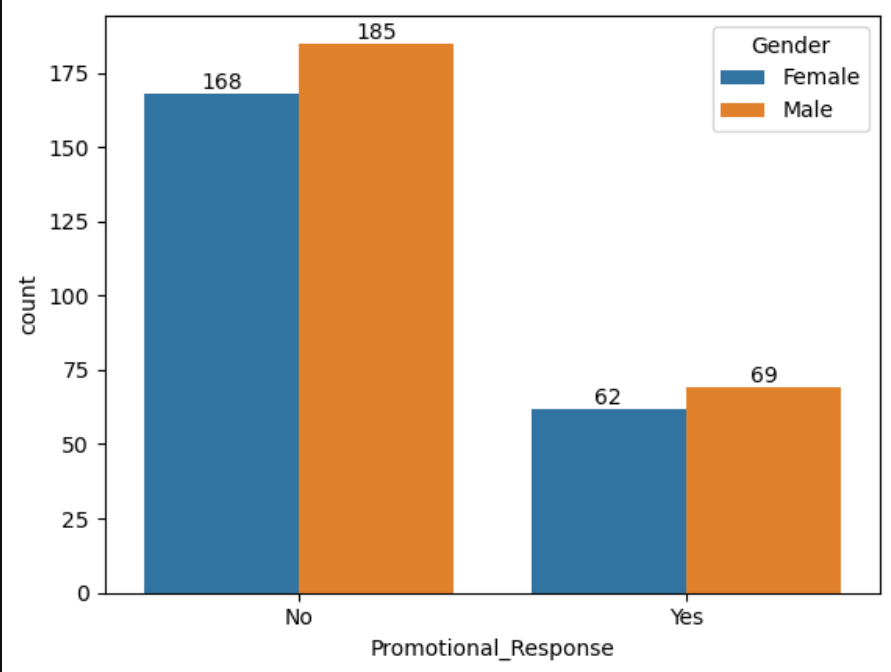 Gender
Female
Male
168
185
62
69
175
150
125
100
75
50
25
0
count
No
Yes
Promotional_Response